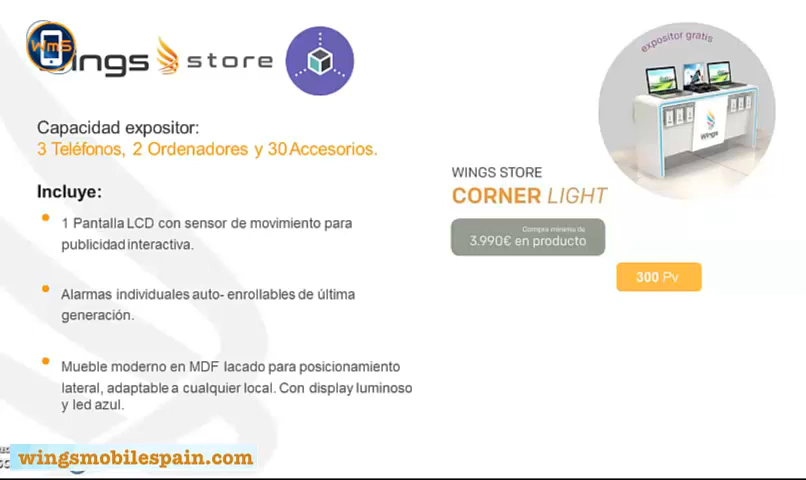 WmS
wings store
expositor gratis
Wings
Capacidad expositor:
3 Teléfonos, 2 Ordenadores y 30 Accesorios.
Incluye:
1 Pantalla LCD con sensor de movimiento para
publicidad interactiva.
Alarmas individuales auto- enrollables de última
generación.
Mueble moderno en MDF lacado para posicionamiento
lateral, adaptable a cualquier local. Con display luminoso
y led azul.
WINGS STORE
CORNER LIGHT
Compra mínima de
3.990€ en producto
300 Pv
wingsmobilespain.com